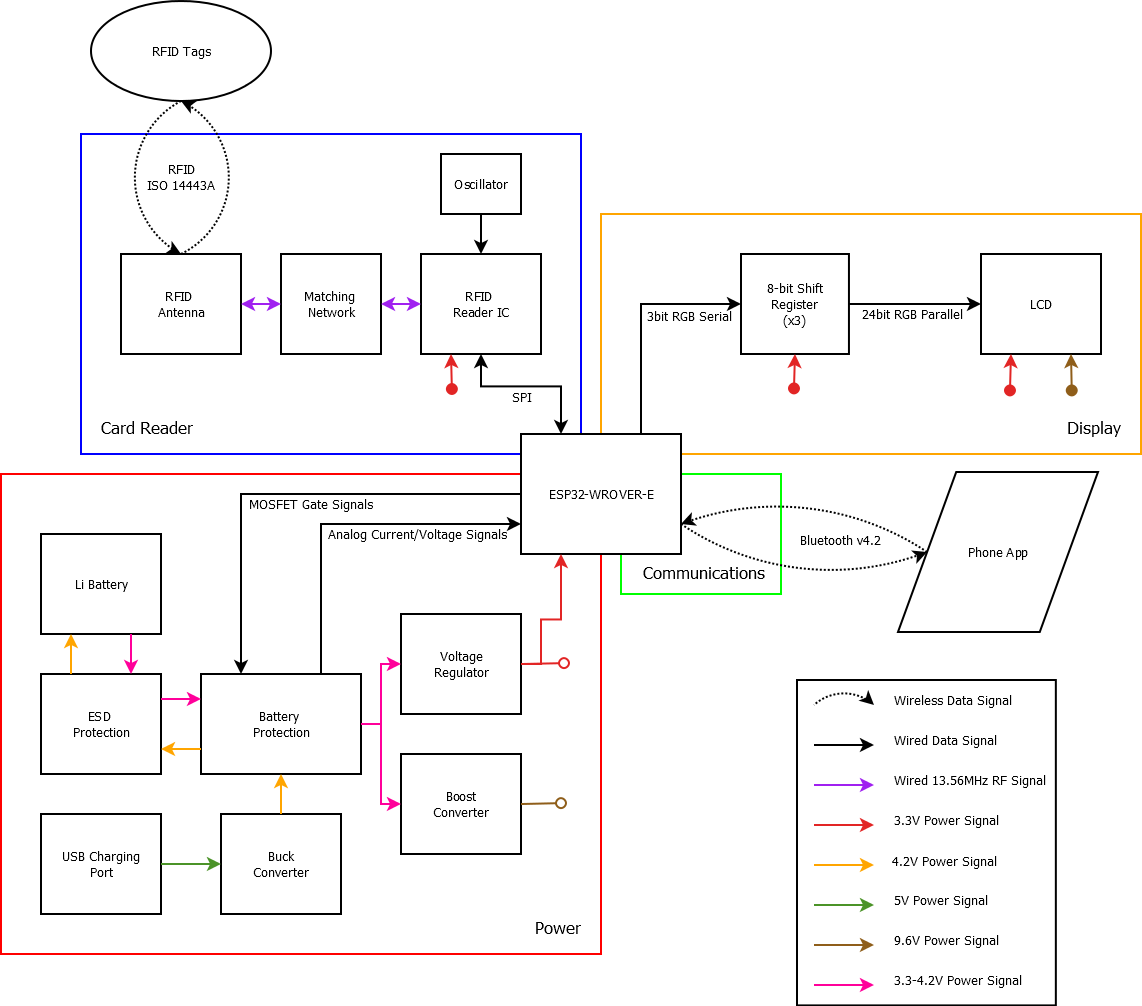 RFID Tags
RFID
ISO 14443A
Oscillator
RFID
Antenna
Matching
Network
RFID
Reader IC
SPI
Card Reader
8-bit Shift
Register
(x3)
LCD
3bit RGB Serial
24bit RGB Parallel
Display
ESP32-WROVER-E
MOSFET Gate Signals
Analog Current/Voltage Signals
Bluetooth v4.2
Phone App
Communications
Li Battery
Voltage
Regulator
ESD
Protection
Battery
Protection
Boost
Converter
USB Charging
Port
Buck
Converter
Power
Wireless Data Signal
Wired Data Signal
Wired 13.56MHz RF Signal
3.3V Power Signal
4.2V Power Signal
5V Power Signal
9.6V Power Signal
3.3-4.2V Power Signal